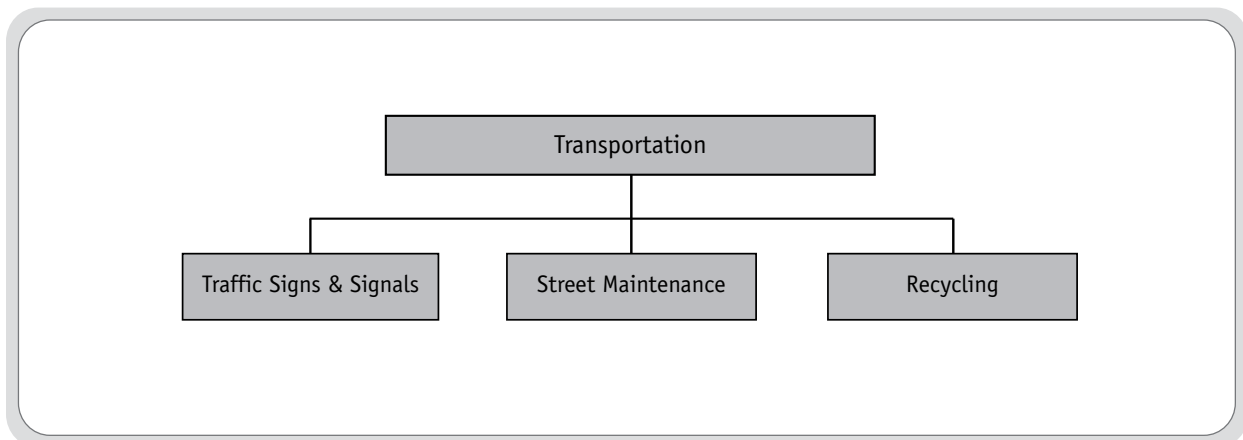 Transportation
Traffic Signs & Signals
Street Maintenance
Recycling